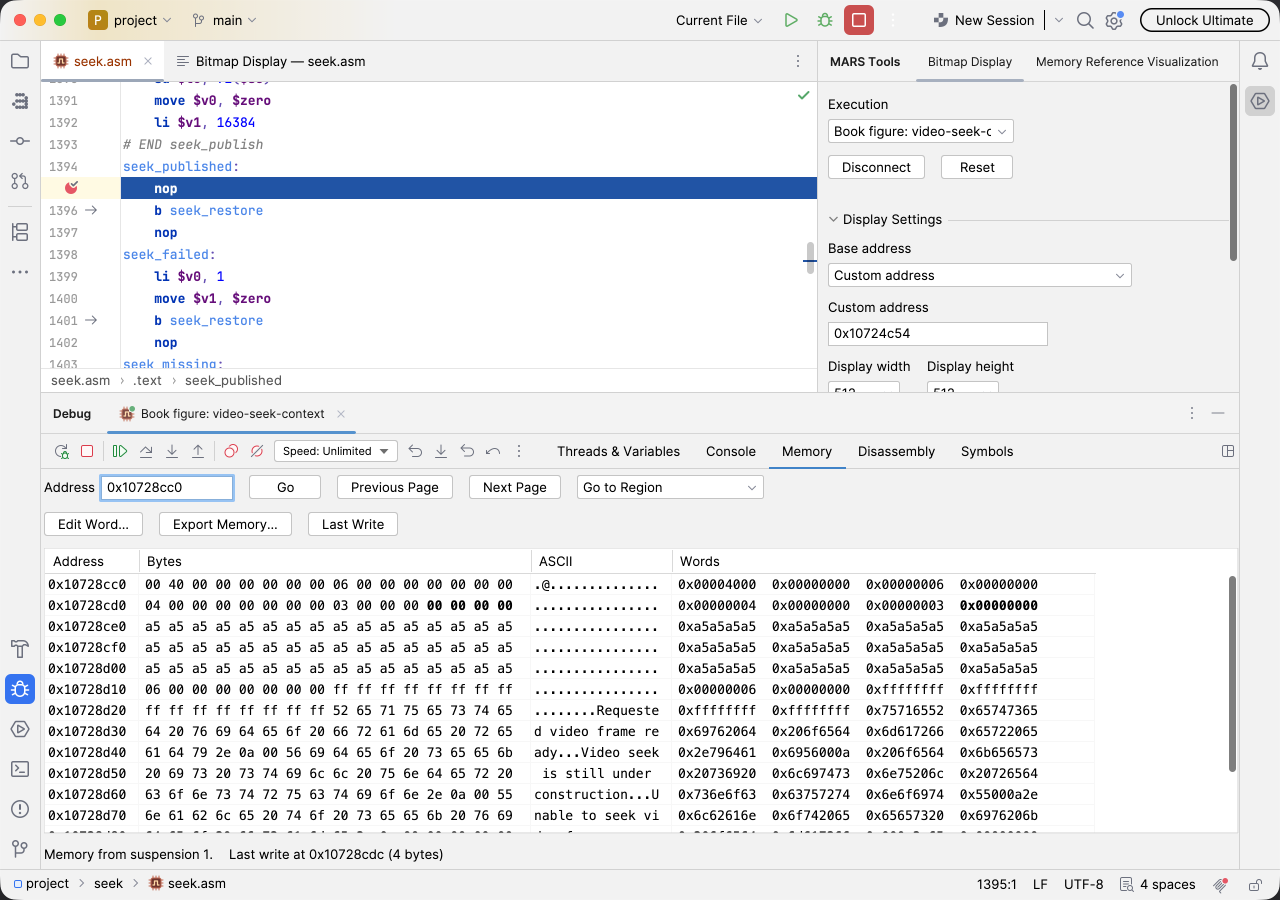 P project main Current File New Session Unlock Ultimate
seek.asm Bitmap Display — seek.asm
MARS Tools Bitmap Display Memory Reference Visualization
1391 move $v0, $zero
1392 li $v1, 16384
1393 # END seek_publish
1394 seek_published:
nop
1396 b seek_restore
1397 nop
1398 seek_failed:
1399 li $v0, 1
1400 move $v1, $zero
1401 b seek_restore
1402 nop
1403 seek_missing:
seek.asm › .text › seek_published
Execution
Book figure: video-seek-c
Disconnect Reset
Display Settings
Base address
Custom address
Custom address
0x10724c54
Display width Display height
512 512
Debug Book figure: video-seek-context
Speed: Unlimited Threads & Variables Console Memory Disassembly Symbols
Address 0x10728cc0 Go Previous Page Next Page Go to Region
Edit Word... Export Memory... Last Write
Address Bytes ASCII Words
0x10728cc0 00 40 00 00 00 00 00 00 06 00 00 00 00 00 00 00 .@.............. 0x00004000 0x00000000 0x00000006 0x00000000
0x10728cd0 04 00 00 00 00 00 00 00 03 00 00 00 00 00 00 00 ................ 0x00000004 0x00000000 0x00000003 0x00000000
0x10728ce0 a5 a5 a5 a5 a5 a5 a5 a5 a5 a5 a5 a5 a5 a5 a5 a5 ................ 0xa5a5a5a5 0xa5a5a5a5 0xa5a5a5a5 0xa5a5a5a5
0x10728cf0 a5 a5 a5 a5 a5 a5 a5 a5 a5 a5 a5 a5 a5 a5 a5 a5 ................ 0xa5a5a5a5 0xa5a5a5a5 0xa5a5a5a5 0xa5a5a5a5
0x10728d00 a5 a5 a5 a5 a5 a5 a5 a5 a5 a5 a5 a5 a5 a5 a5 a5 ................ 0xa5a5a5a5 0xa5a5a5a5 0xa5a5a5a5 0xa5a5a5a5
0x10728d10 06 00 00 00 00 00 00 00 ff ff ff ff ff ff ff ff ................ 0x00000006 0x00000000 0xffffffff 0xffffffff
0x10728d20 ff ff ff ff ff ff ff ff 52 65 71 75 65 73 74 65 ........Requeste 0xffffffff 0xffffffff 0x75716552 0x65747365
0x10728d30 64 20 76 69 64 65 6f 20 66 72 61 6d 65 20 72 65 d video frame re 0x69762064 0x206f6564 0x6d617266 0x65722065
0x10728d40 61 64 79 2e 0a 00 56 69 64 65 6f 20 73 65 65 6b ady...Video seek 0x2e796461 0x6956000a 0x206f6564 0x6b656573
0x10728d50 20 69 73 20 73 74 69 6c 6c 20 75 6e 64 65 72 20 is still under 0x20736920 0x6c697473 0x6e75206c 0x20726564
0x10728d60 63 6f 6e 73 74 72 75 63 74 69 6f 6e 2e 0a 00 55 construction...U 0x736e6f63 0x63757274 0x6e6f6974 0x55000a2e
0x10728d70 6e 61 62 6c 65 20 74 6f 20 73 65 65 6b 20 76 69 nable to seek vi 0x6c62616e 0x6f742065 0x65657320 0x6976206b
Memory from suspension 1. Last write at 0x10728cdc (4 bytes)
project › seek › seek.asm 1395:1 LF UTF-8 4 spaces